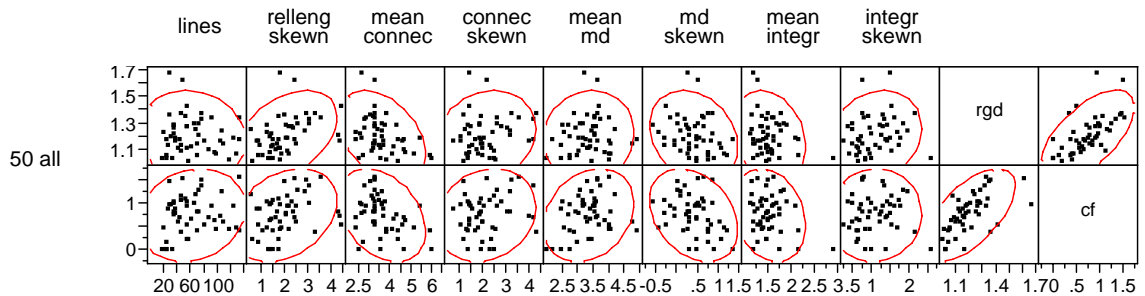 lines
relleng
skewn
mean
connec
connec
skewn
mean
md
md
skewn
mean
integr
integr
skewn
50 all
1.7
1.5
1.3
1.1
rgd
1
0
cf
20 60 100 1 2 3 4 2.5 4 5 6 1 2 3 4 2.5 3.5 4.5 -0.5 .5 1 1.5 1.5 2 2.5 3.5 1 2 1.1 1.4 1.70 .5 1 1.5